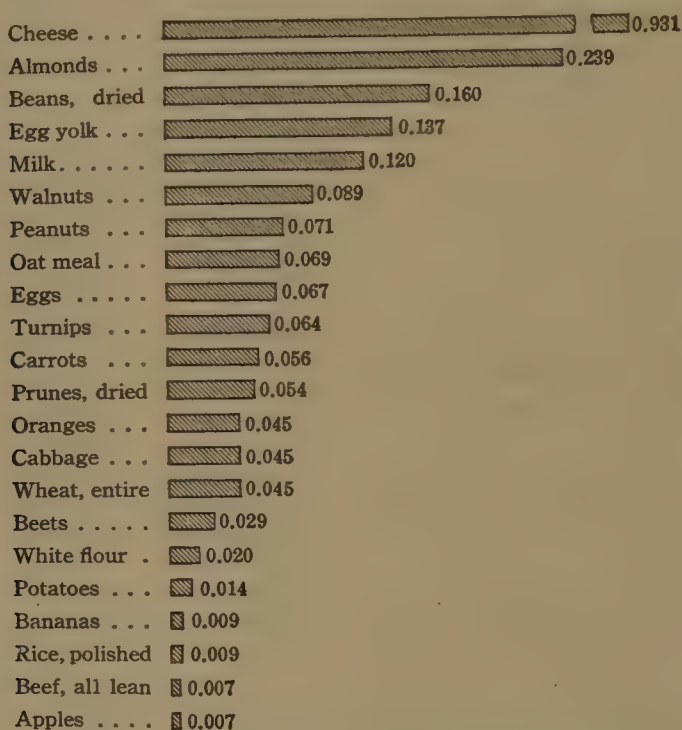 Cheese . . . . 0.931
Almonds . . . 0.239
Beans, dried 0.160
Egg yolk . . . 0.137
Milk. . . . . . 0.120
Walnuts . . . 0.089
Peanuts . . . 0.071
Oat meal . . . 0.069
Eggs . . . . . 0.067
Turnips . . . 0.064
Carrots . . . 0.056
Prunes, dried 0.054
Oranges . . . 0.045
Cabbage . . . 0.045
Wheat, entire 0.045
Beets . . . . . 0.029
White flour . 0.020
Potatoes . . . 0.014
Bananas . . . 0.009
Rice, polished 0.009
Beef, all lean 0.007
Apples . . . . 0.007